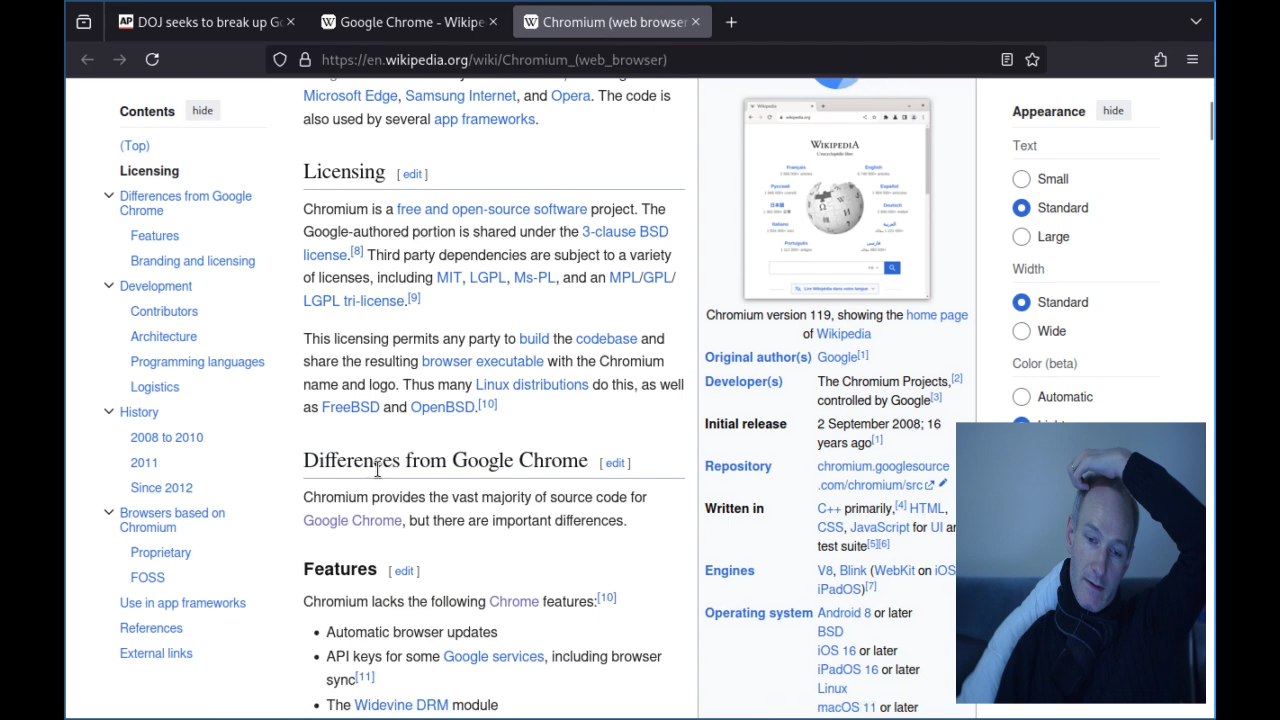 DOJ seeks to break up Go
Google Chrome - Wikipe
Chromium (web browser
https://en.wikipedia.org/wiki/Chromium_(web_browser)
Contents hide
(Top)
Licensing
Differences from Google
Chrome
Features
Branding and licensing
Development
Contributors
Architecture
Programming languages
Logistics
History
2008 to 2010
2011
Since 2012
Browsers based on
Chromium
Proprietary
FOSS
Use in app frameworks
References
External links
Microsoft Edge, Samsung Internet, and Opera. The code is
also used by several app frameworks.
Licensing [ edit ]
Chromium is a free and open-source software project. The
Google-authored portion is shared under the 3-clause BSD
license.[8] Third party dependencies are subject to a variety
of licenses, including MIT, LGPL, Ms-PL, and an MPL/GPL/
LGPL tri-license.[9]
This licensing permits any party to build the codebase and
share the resulting browser executable with the Chromium
name and logo. Thus many Linux distributions do this, as well
as FreeBSD and OpenBSD.[10]
Differences from Google Chrome [ edit ]
Chromium provides the vast majority of source code for
Google Chrome, but there are important differences.
Features [ edit ]
Chromium lacks the following Chrome features:[10]
• Automatic browser updates
• API keys for some Google services, including browser
sync[11]
• The Widevine DRM module
WIKIPEDIA
Français
English
Español
Deutsch
Italiano
Português
Chromium version 119, showing the home page
of Wikipedia
Original author(s) Google[1]
Developer(s) The Chromium Projects,[2]
controlled by Google[3]
Initial release 2 September 2008; 16
years ago[1]
Repository chromium.googlesource
.com/chromium/src
Written in C++ primarily,[4] HTML,
CSS, JavaScript for UI an
test suite[5][6]
Engines V8, Blink (WebKit on iOS
iPadOS)[7]
Operating system Android 8 or later
BSD
iOS 16 or later
iPadOS 16 or later
Linux
macOS 11 or later
Appearance hide
Text
Small
Standard
Large
Width
Standard
Wide
Color (beta)
Automatic